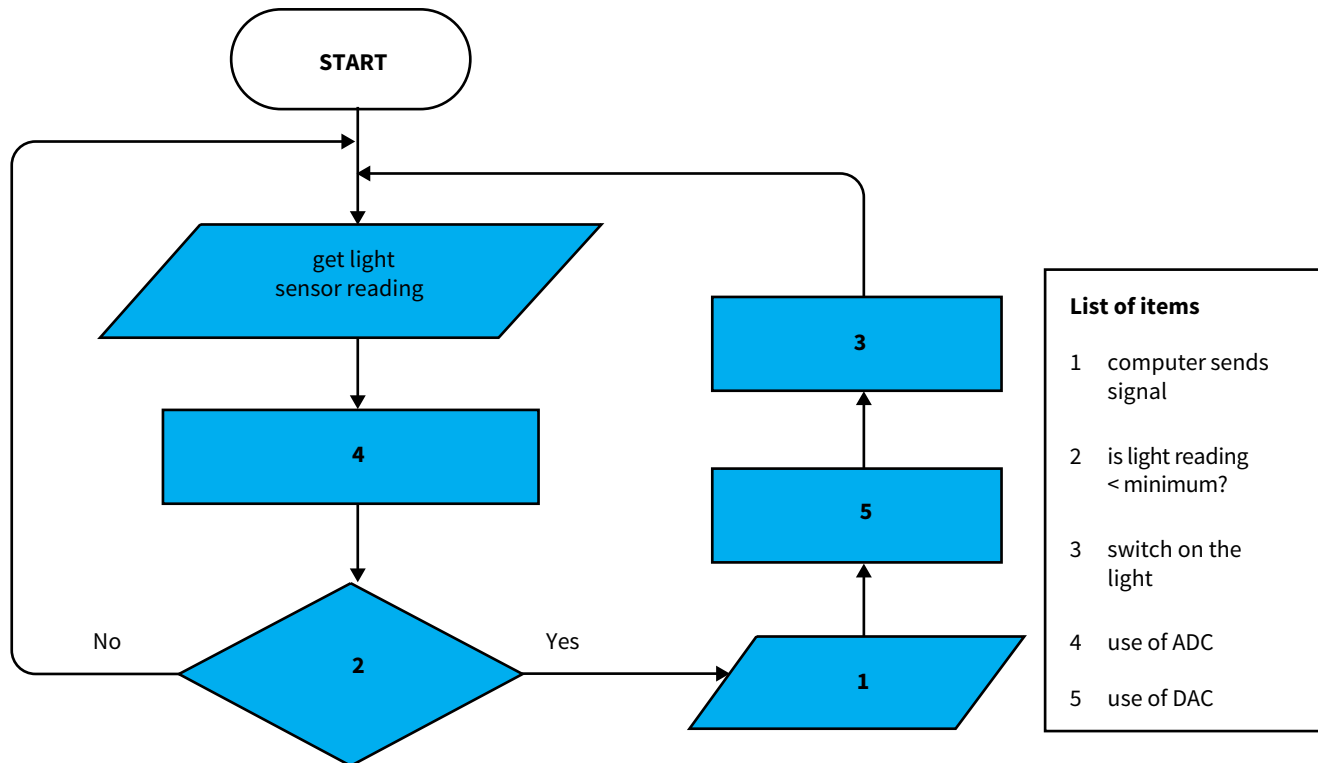 START
get light
sensor reading
4
2
No
Yes
1
5
3
List of items
1 computer sends
signal
2 is light reading
< minimum?
3 switch on the
light
4 use of ADC
5 use of DAC